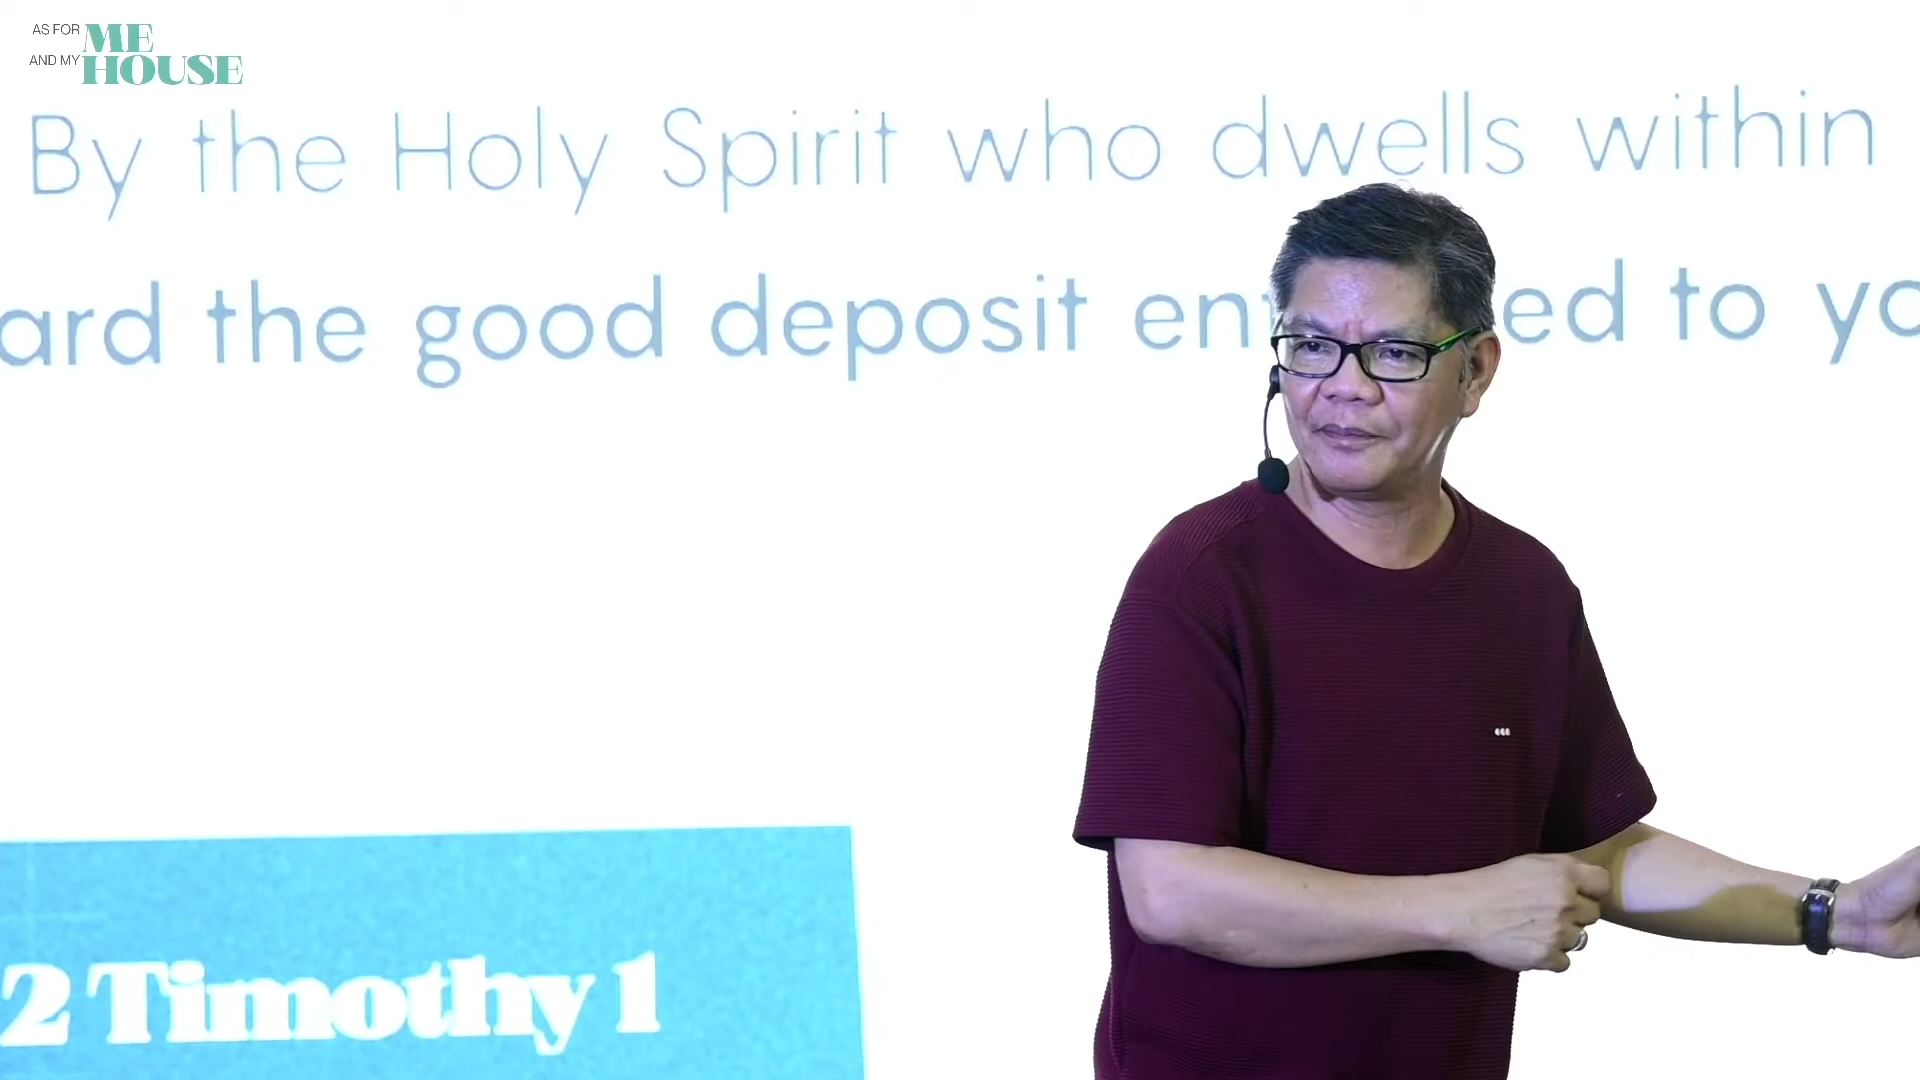 AS FOR ME
AND MY HOUSE
By the Holy Spirit who dwells within
ard the good deposit en ed to yo
2 Timothy 1